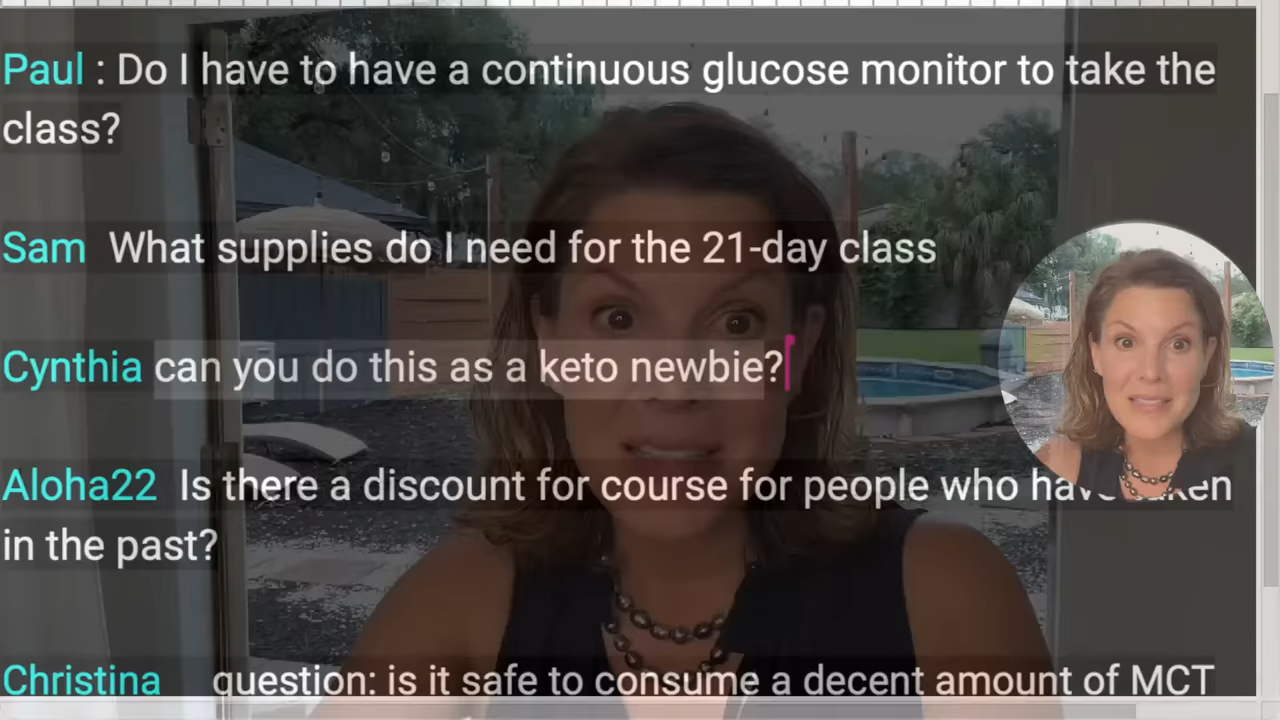 Paul : Do I have to have a continuous glucose monitor to take the
class?
Sam What supplies do I need for the 21-day class
Cynthia can you do this as a keto newbie?
Aloha22 Is there a discount for course for people who have taken
in the past?
Christina question: is it safe to consume a decent amount of MCT